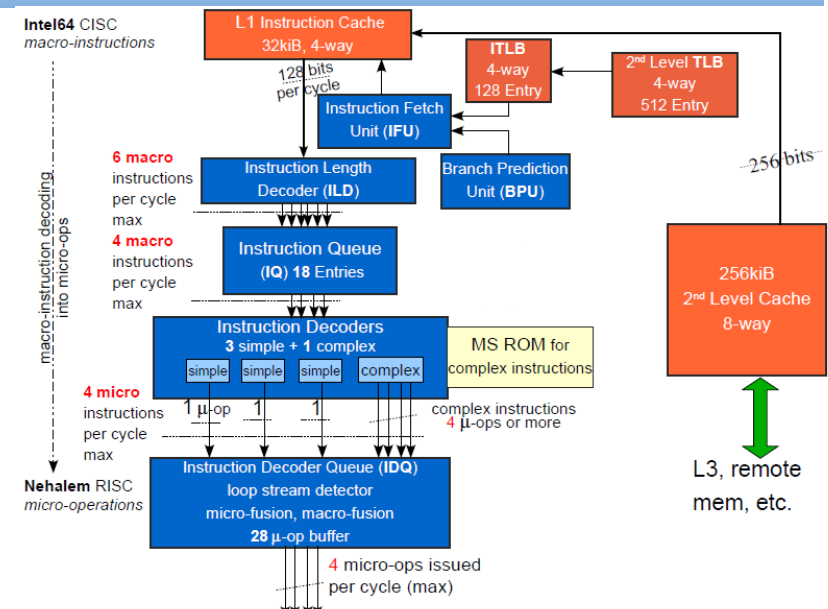 Intel64 CISC
macro-instructions
L1 Instruction Cache
32kiB, 4-way
128 bits
per cycle
ITLB
4-way
128 Entry
2nd Level TLB
4-way
512 Entry
Instruction Fetch
Unit (IFU)
Branch Prediction
Unit (BPU)
256 bits
6 macro
instructions
per cycle
max
Instruction Length
Decoder (ILD)
4 macro
instructions
per cycle
max
Instruction Queue
(IQ) 18 Entries
macro-instruction decoding
into micro-ops
256kiB
2nd Level Cache
8-way
Instruction Decoders
3 simple + 1 complex
simple
simple
simple
complex
MS ROM for
complex instructions
4 micro
instructions
per cycle
max
1 μ-op
1
1
complex instructions
4 μ-ops or more
L3, remote
mem, etc.
Nehalem RISC
micro-operations
Instruction Decoder Queue (IDQ)
loop stream detector
micro-fusion, macro-fusion
28 μ-op buffer
4 micro-ops issued
per cycle (max)